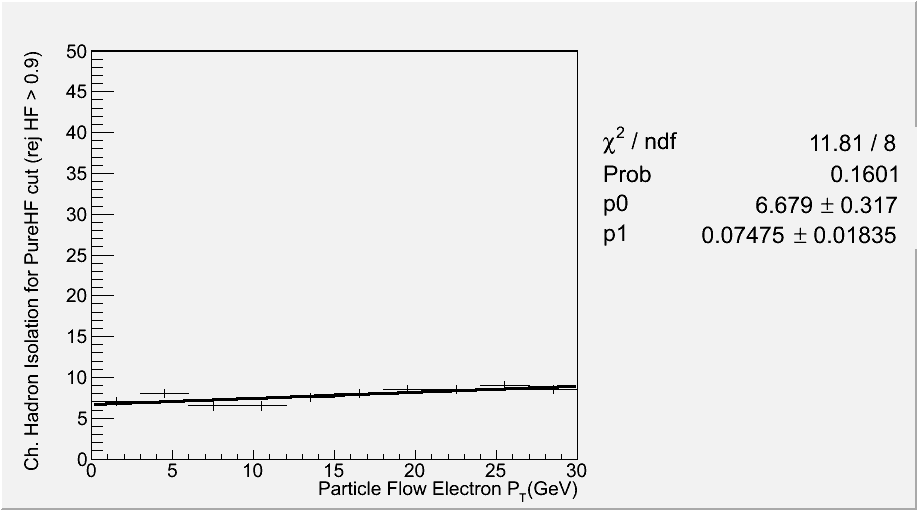 Ch. Hadron Isolation for PureHF cut (rej HF > 0.9)
50
45
40
35
30
25
20
15
10
5
0
0 5 10 15 20 25 30
Particle Flow Electron P_T(GeV)
χ² / ndf 11.81 / 8
Prob 0.1601
p0 6.679 ± 0.317
p1 0.07475 ± 0.01835